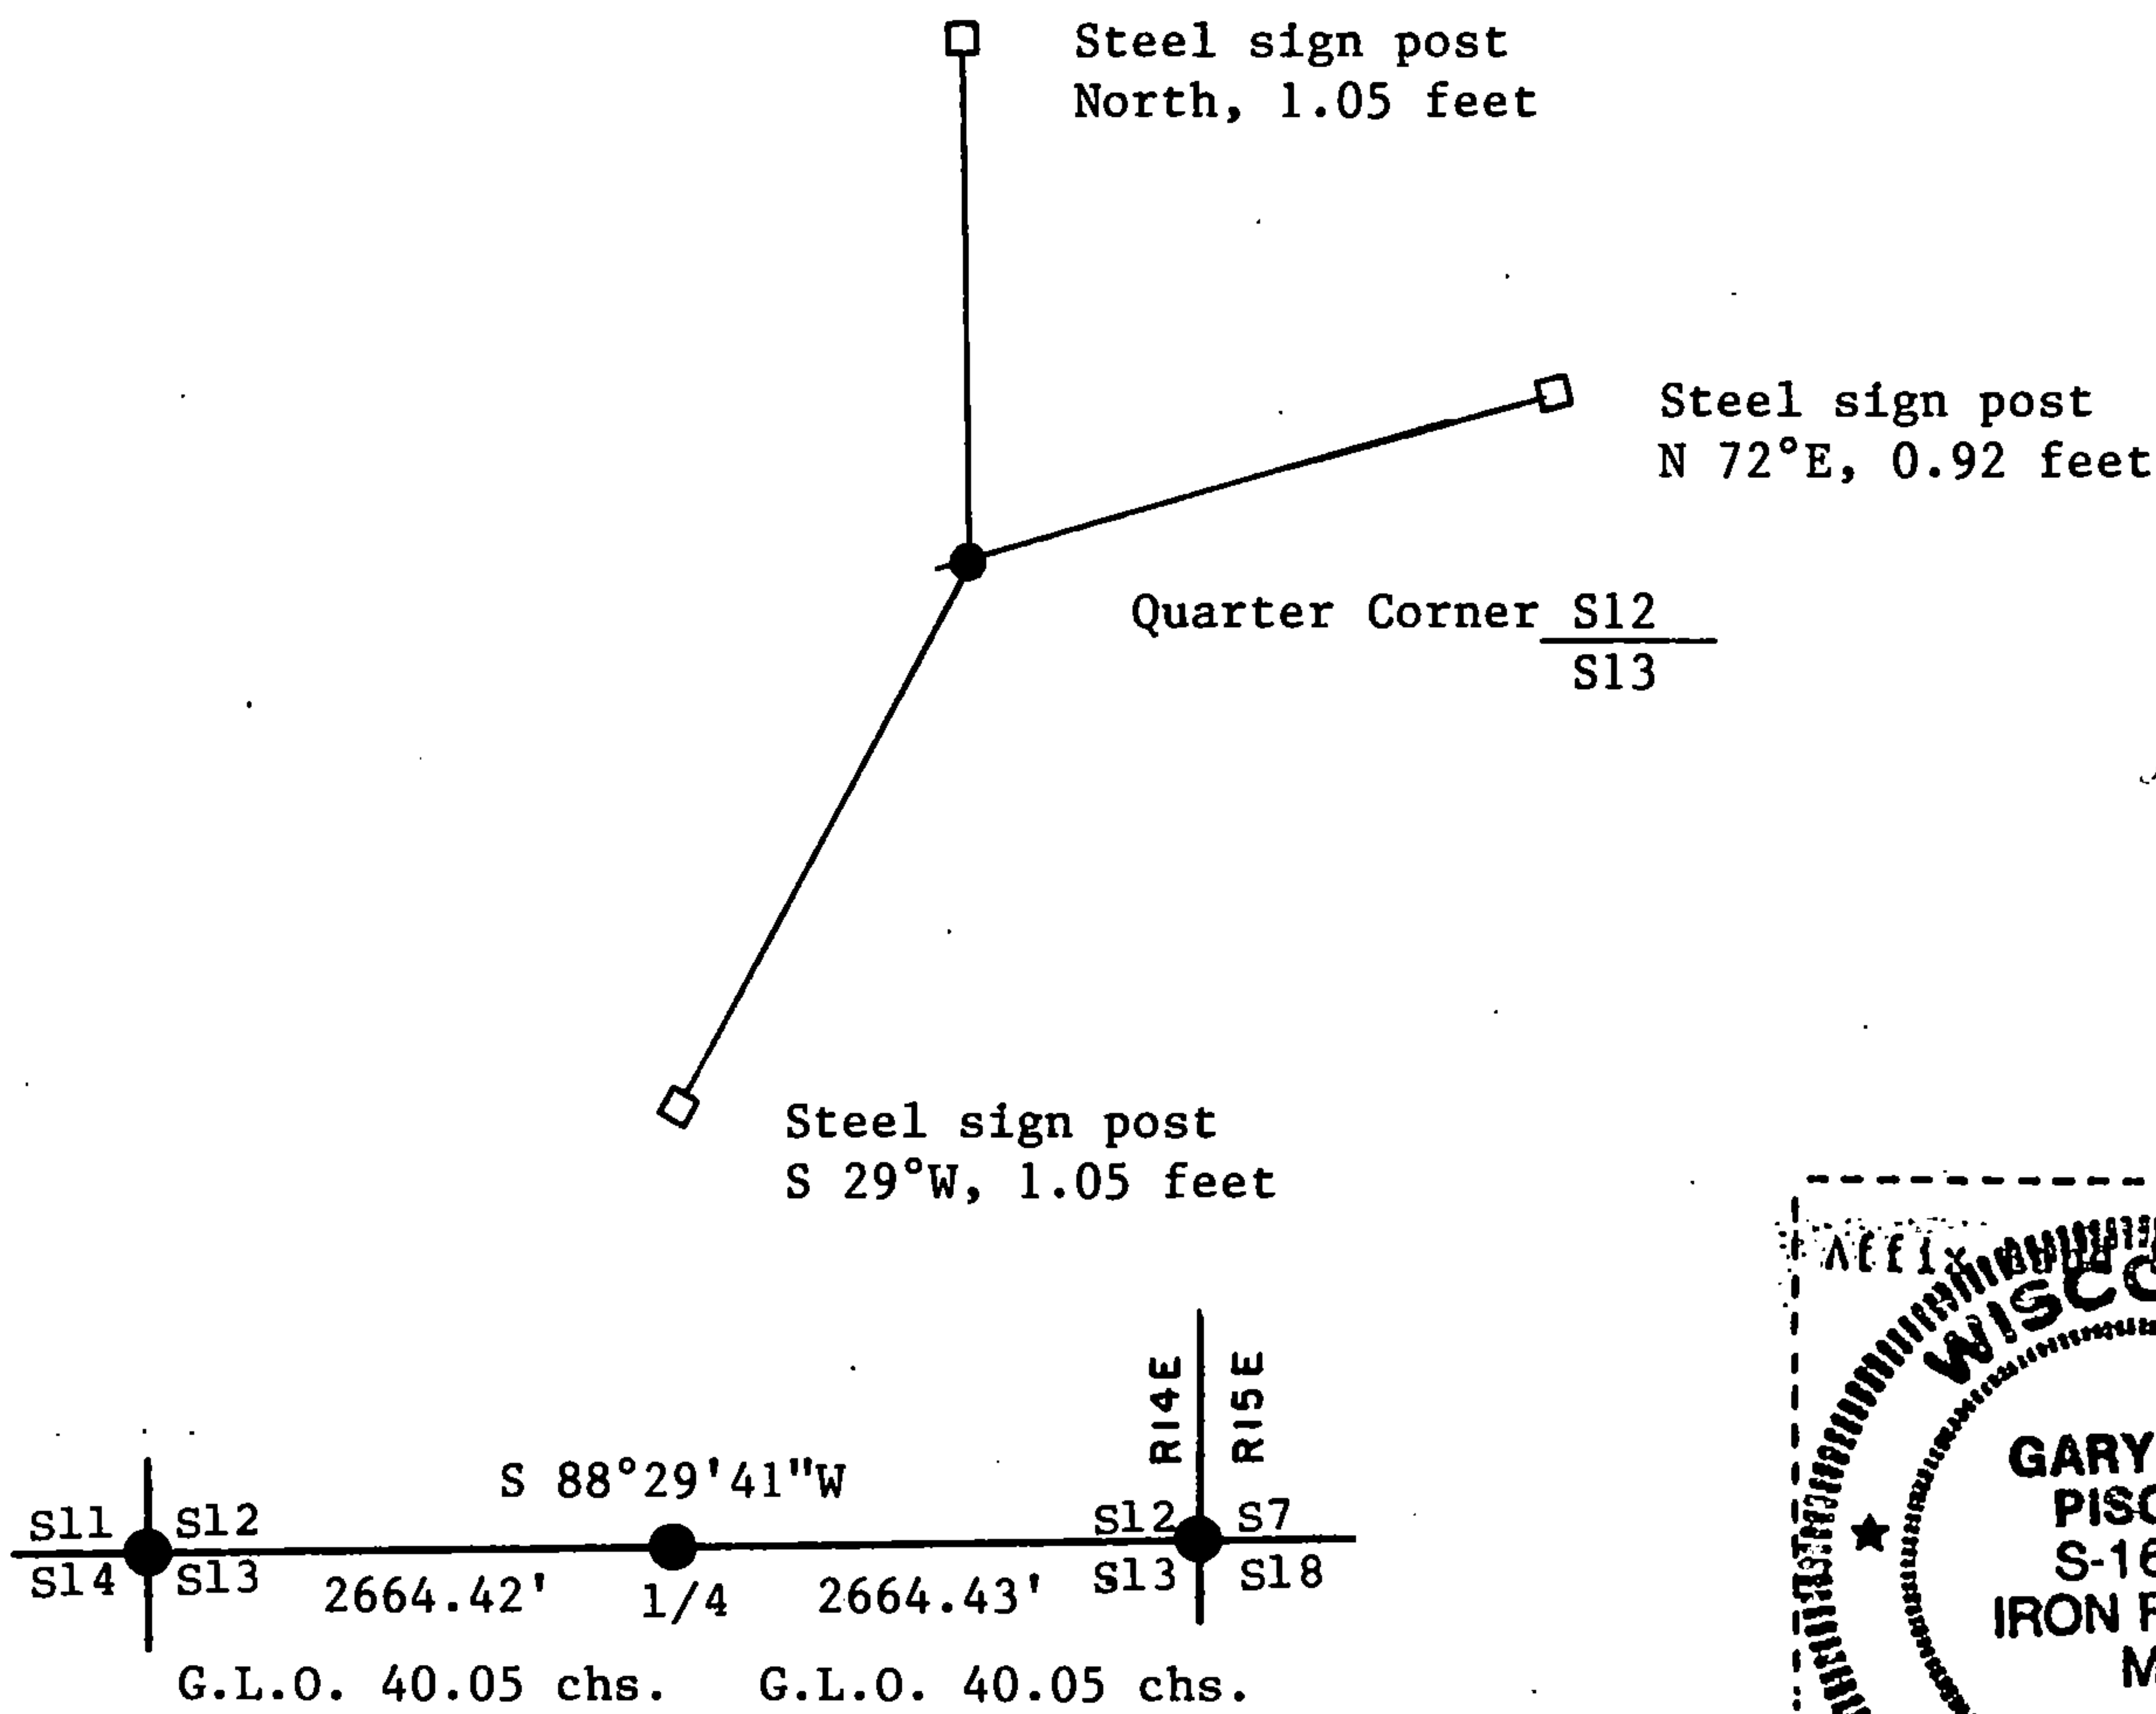 Steel sign post
North, 1.05 feet
Steel sign post
N 72°E, 0.92 feet
Quarter Corner S12
S13
Steel sign post
S 29°W, 1.05 feet
R14E
R15E
S 88°29'41"W
S11 S12 S12 S7
S14 S13 S13 S18
2664.42' 1/4 2664.43'
G.L.O. 40.05 chs. G.L.O. 40.05 chs.
WISCO
GARY
PISC
S-16
IRON
M